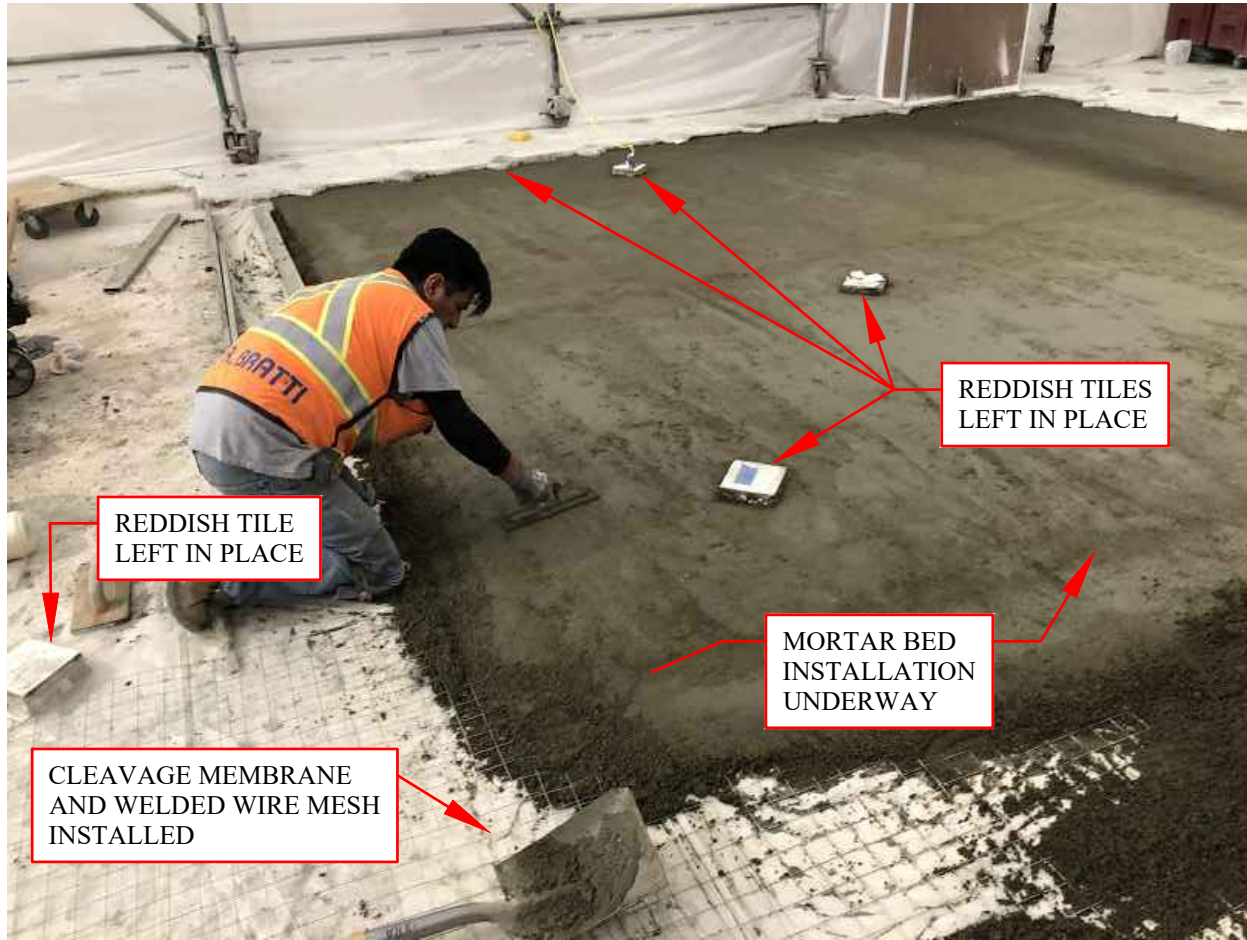 BRATTI
REDDISH TILES
LEFT IN PLACE
REDDISH TILE
LEFT IN PLACE
MORTAR BED
INSTALLATION
UNDERWAY
CLEAVAGE MEMBRANE
AND WELDED WIRE MESH
INSTALLED